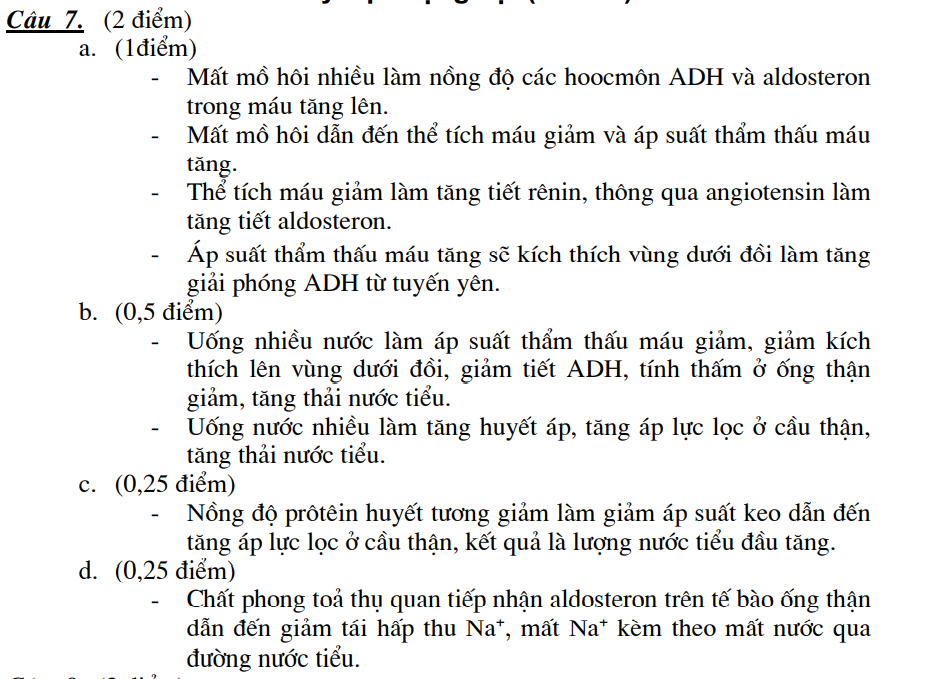 Câu 7. (2 điểm)
a. (1điểm)
- Mất mồ hôi nhiều làm nồng độ các hoocmôn ADH và aldosteron
trong máu tăng lên.
- Mất mồ hôi dẫn đến thể tích máu giảm và áp suất thẩm thấu máu
tăng.
- Thể tích máu giảm làm tăng tiết rênin, thông qua angiotensin làm
tăng tiết aldosteron.
- Áp suất thẩm thấu máu tăng sẽ kích thích vùng dưới đồi làm tăng
giải phóng ADH từ tuyến yên.
b. (0,5 điểm)
- Uống nhiều nước làm áp suất thẩm thấu máu giảm, giảm kích
thích lên vùng dưới đồi, giảm tiết ADH, tính thấm ở ống thận
giảm, tăng thải nước tiểu.
- Uống nước nhiều làm tăng huyết áp, tăng áp lực lọc ở cầu thận,
tăng thải nước tiểu.
c. (0,25 điểm)
- Nồng độ prôtêin huyết tương giảm làm giảm áp suất keo dẫn đến
tăng áp lực lọc ở cầu thận, kết quả là lượng nước tiểu đầu tăng.
d. (0,25 điểm)
- Chất phong toả thụ quan tiếp nhận aldosteron trên tế bào ống thận
dẫn đến giảm tái hấp thu Na⁺, mất Na⁺ kèm theo mất nước qua
đường nước tiểu.